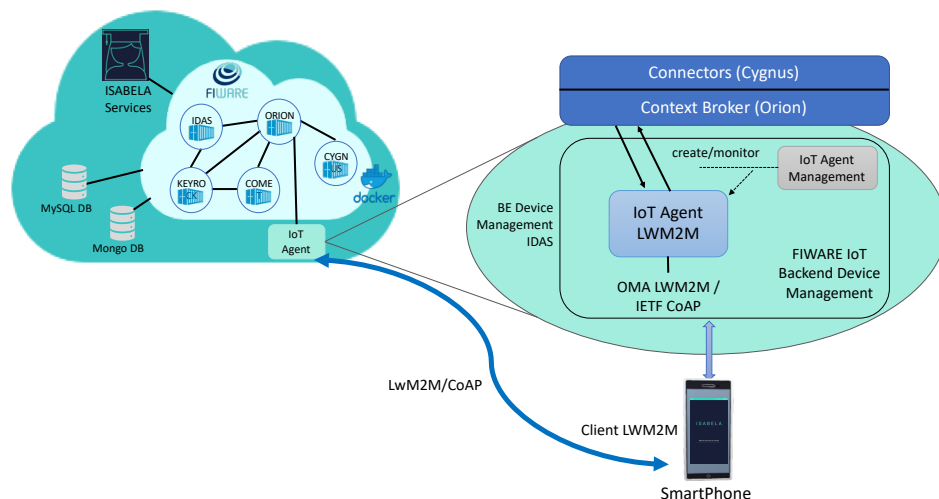 ISABELA
Services
FIWARE
IDAS
ORION
CYGN
US
KEYRO
CK
COME
T
docker
MySQL DB
Mongo DB
IoT
Agent
LwM2M/CoAP
Connectors (Cygnus)
Context Broker (Orion)
create/monitor
IoT Agent
Management
BE Device
Management
IDAS
IoT Agent
LWM2M
FIWARE IoT
Backend Device
Management
OMA LWM2M /
IETF CoAP
Client LWM2M
ISABELA
SmartPhone